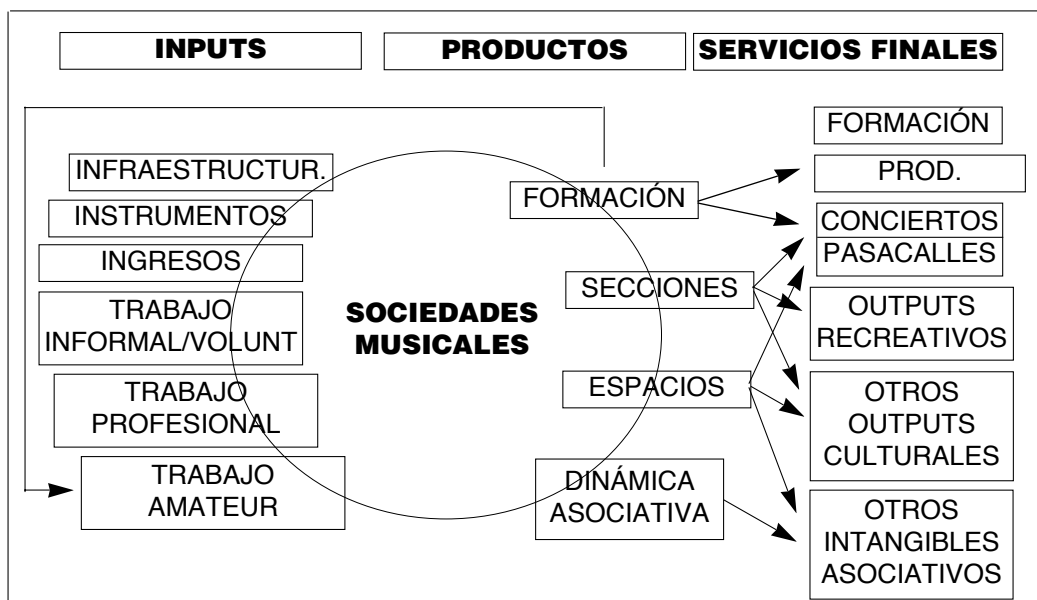 INPUTS
PRODUCTOS
SERVICIOS FINALES
INFRAESTRUCTUR.
INSTRUMENTOS
INGRESOS
TRABAJO
INFORMAL/VOLUNT
TRABAJO
PROFESIONAL
TRABAJO
AMATEUR
SOCIEDADES
MUSICALES
FORMACIÓN
SECCIONES
ESPACIOS
DINÁMICA
ASOCIATIVA
FORMACIÓN
PROD.
CONCIERTOS
PASACALLES
OUTPUTS
RECREATIVOS
OTROS
OUTPUTS
CULTURALES
OTROS
INTANGIBLES
ASOCIATIVOS